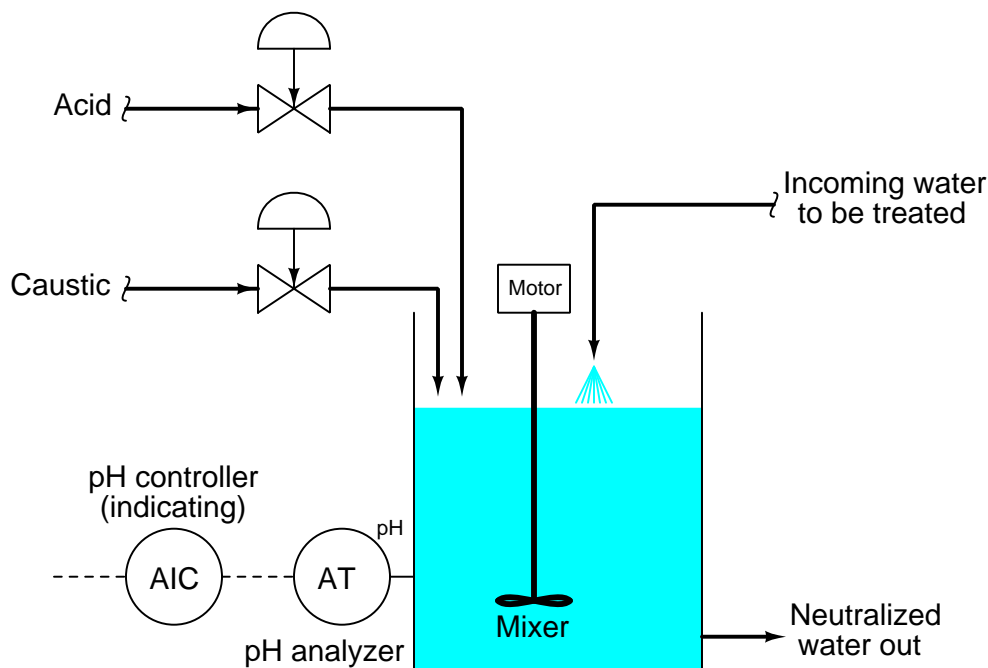 Acid
Incoming water
to be treated
Caustic
Motor
pH controller
(indicating)
pH
AIC
AT
Mixer
Neutralized
water out
pH analyzer